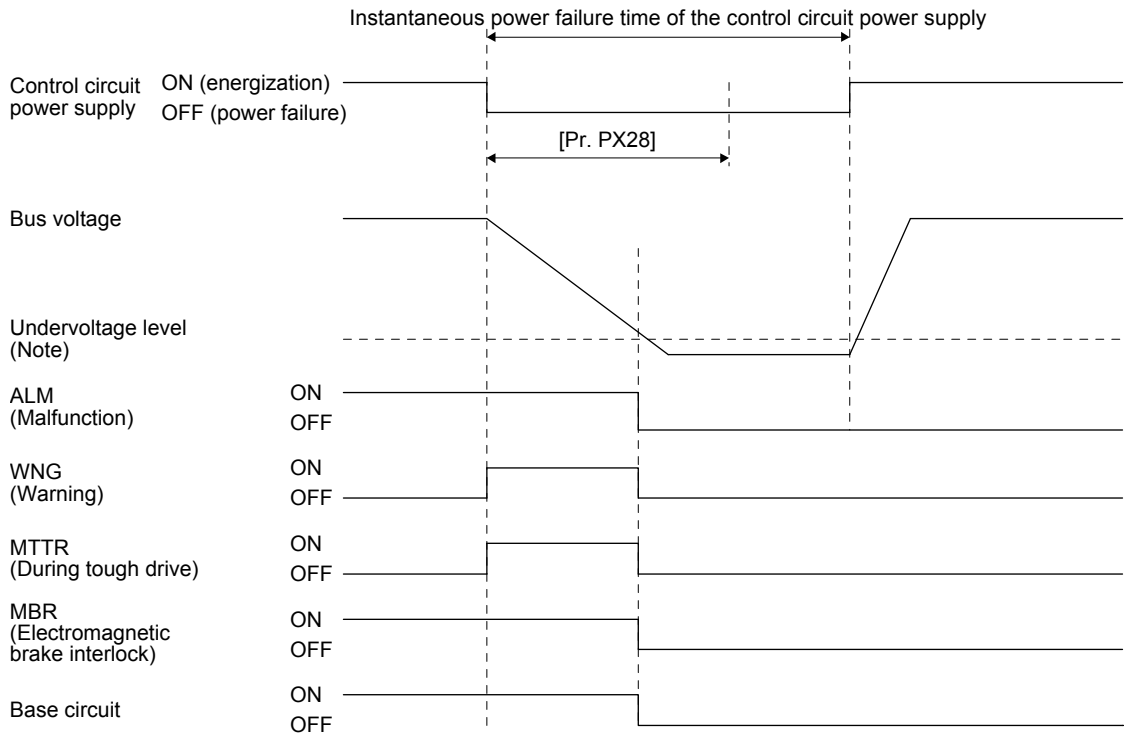 Instantaneous power failure time of the control circuit power supply
Control circuit
power supply
ON (energization)
OFF (power failure)
[Pr. PX28]
Bus voltage
Undervoltage level
(Note)
ALM
(Malfunction)
ON
OFF
WNG
(Warning)
ON
OFF
MTTR
(During tough drive)
ON
OFF
MBR
(Electromagnetic
brake interlock)
ON
OFF
Base circuit
ON
OFF